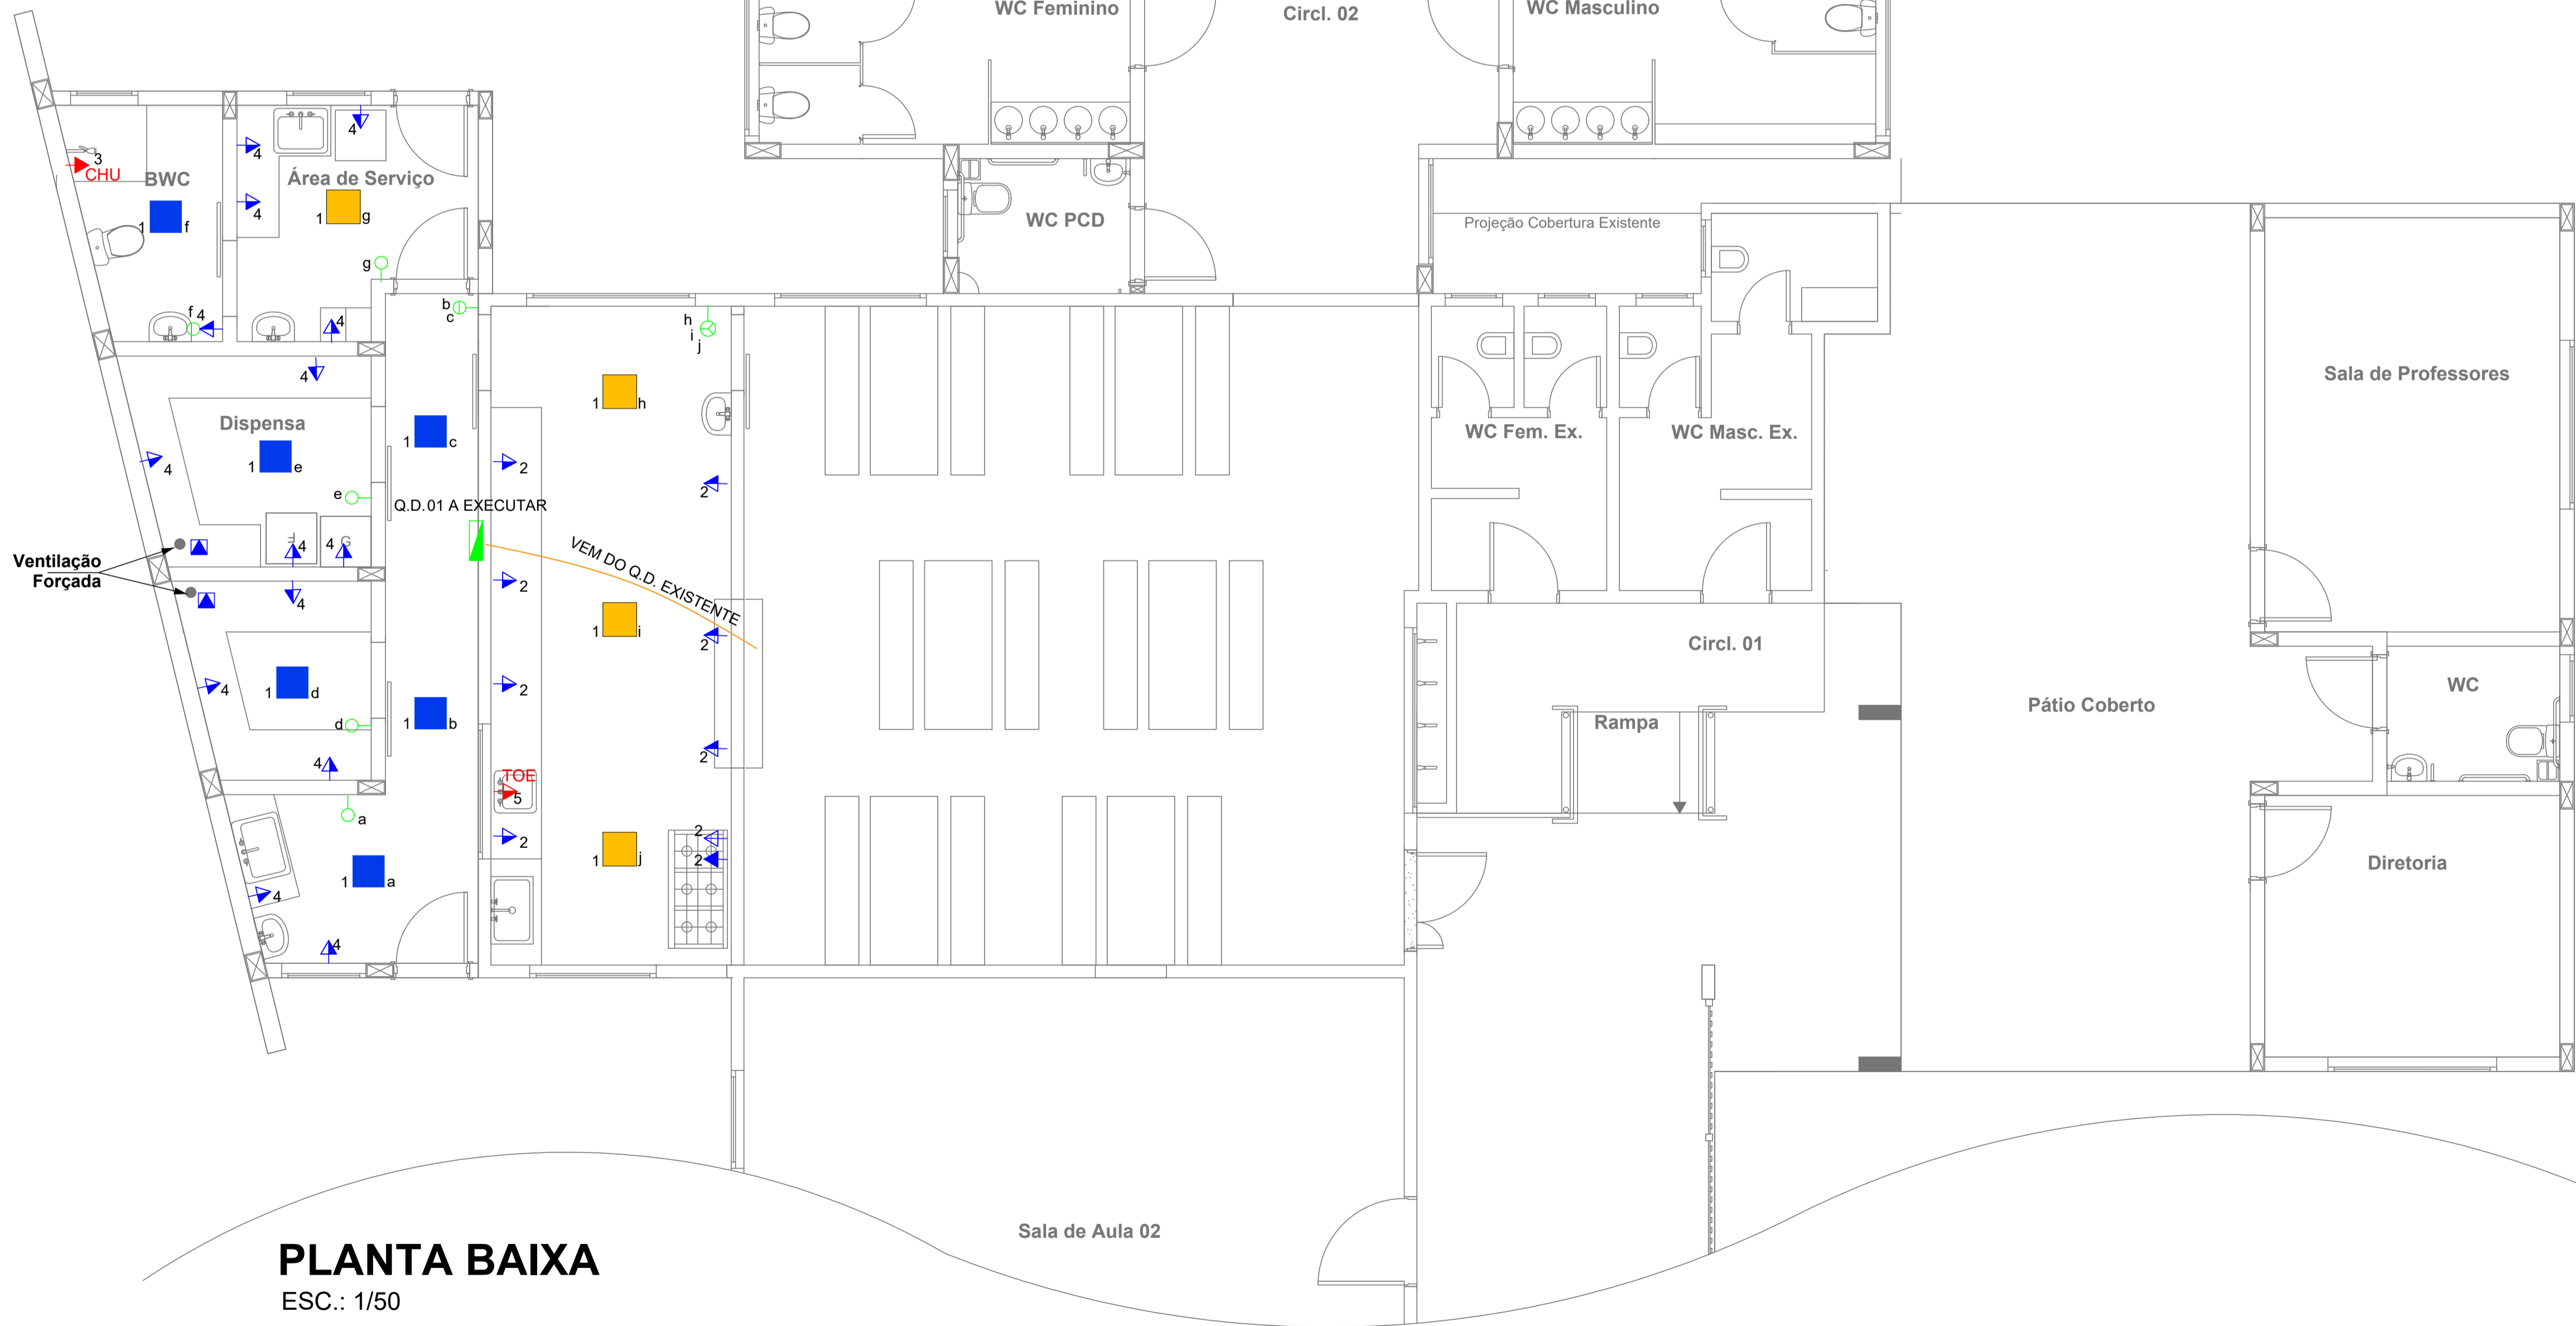 WC Feminino
Circl. 02
WC Masculino
3
CHU
BWC
1
f
4
4
4
Área de Serviço
1
g
WC PCD
Projeção Cobertura Existente
g
f
4
4
b
c
h
i
j
4
Dispensa
1
e
4
1
c
1
h
2
2
WC Fem. Ex.
WC Masc. Ex.
Sala de Professores
e
Q.D.01 A EXECUTAR
F
4
4
G
VEM DO Q.D. EXISTENTE
Ventilação
Forçada
4
2
1
i
2
Circl. 01
4
1
d
d
1
b
2
2
Rampa
Pátio Coberto
WC
4
TOE
5
a
2
2
2
1
j
1
a
4
4
Diretoria
Sala de Aula 02
PLANTA BAIXA
ESC.: 1/50